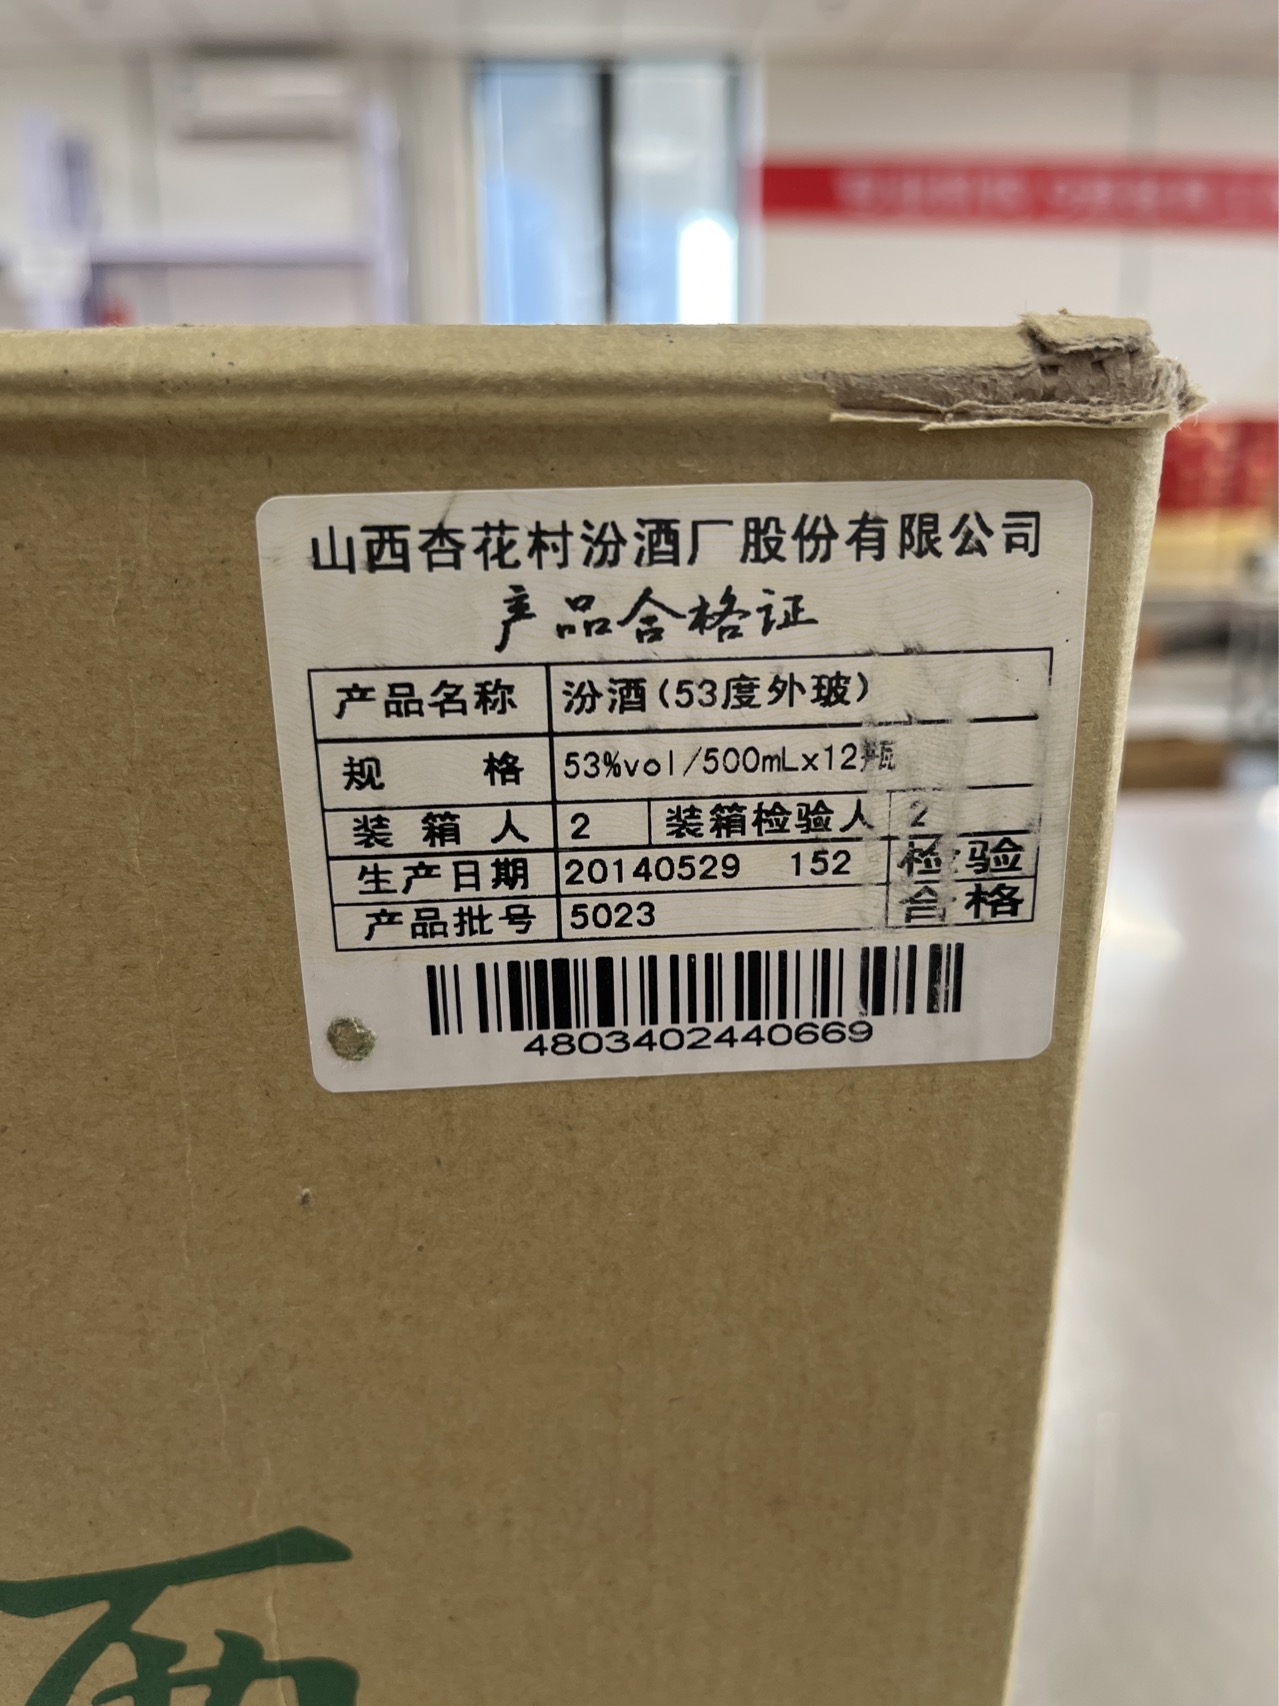 山西杏花村汾酒厂股份有限公司
产品合格证
产品名称 汾酒(53度外玻)
规格 53%vol/500mLx12瓶
装箱人 2 装箱检验人 2
生产日期 20140529 152 检验
产品批号 5023 合格
4803402440669
西